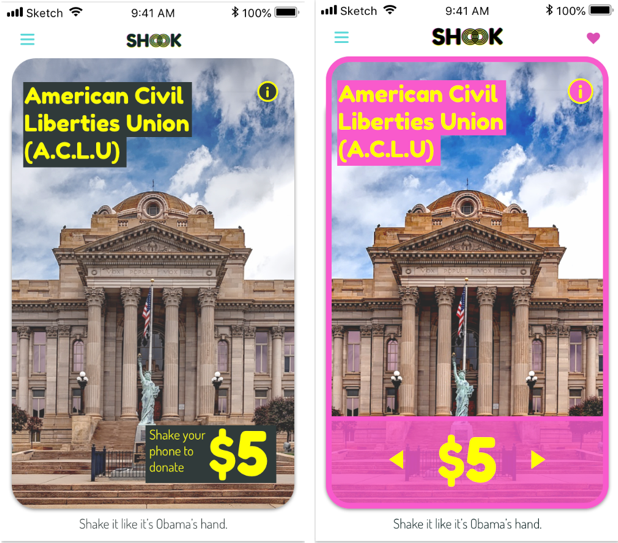 Sketch 9:41 AM 100%
SHOOK
American Civil
Liberties Union
(A.C.L.U)
i
Shake your
phone to
donate
$5
Shake it like it's Obama's hand.
Sketch 9:41 AM 100%
SHOOK
American Civil
Liberties Union
(A.C.L.U)
i
$5
Shake it like it's Obama's hand.